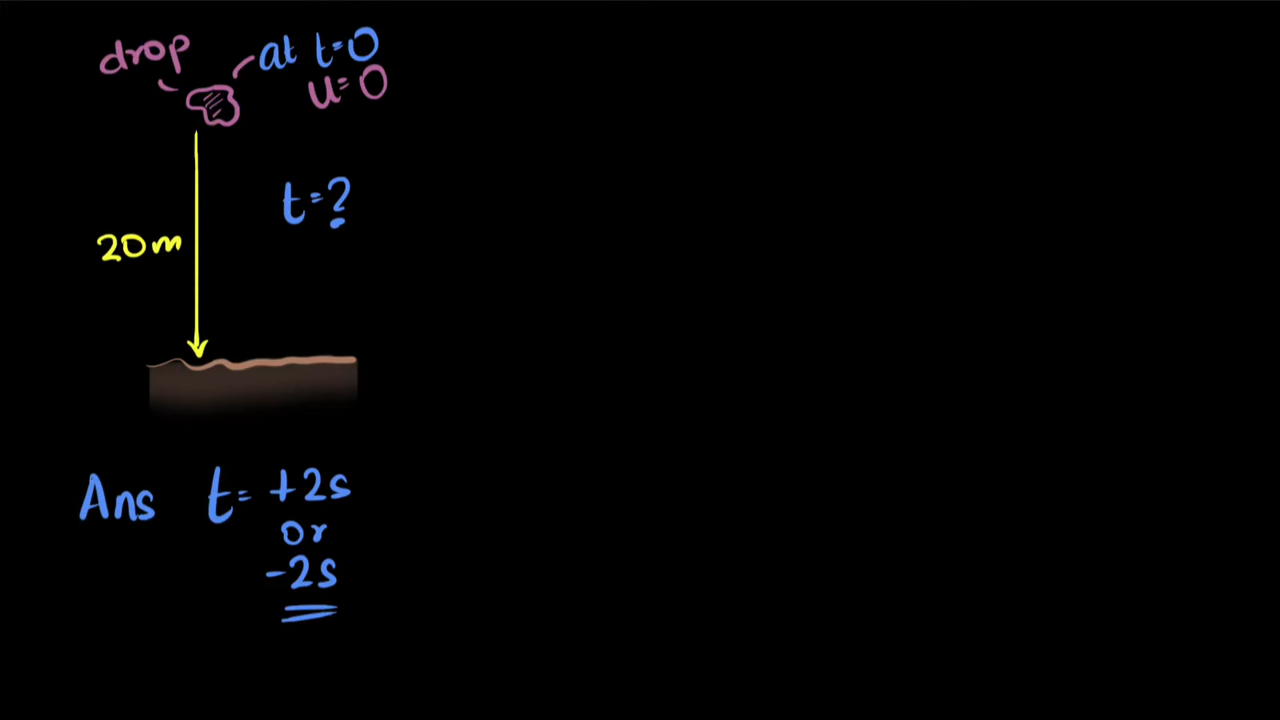 drop
at t=0
u=0
t=?
20m
Ans t= +2s
or
-2s